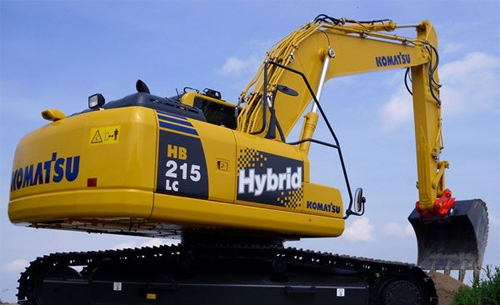 KOMATSU
KOMATSU
HB
215
LC
Hybrid
KOMATSU